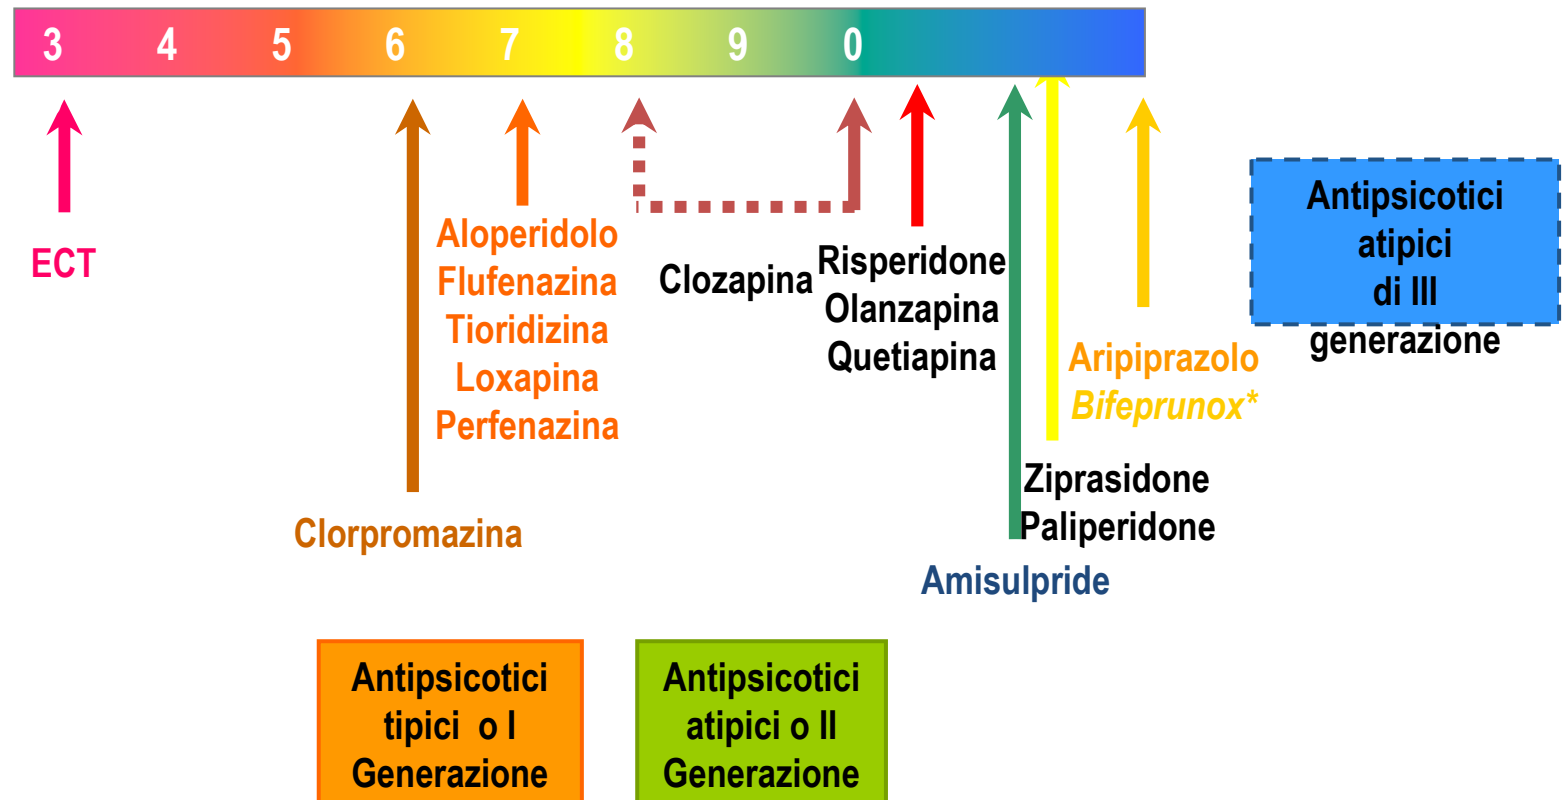 3 4 5 6 7 8 9 0
ECT
Clorpromazina
Aloperidolo
Flufenazina
Tioridizina
Loxapina
Perfenazina
Clozapina
Risperidone
Olanzapina
Quetiapina
Amisulpride
Ziprasidone
Paliperidone
Aripiprazolo
Bifeprunox*
Antipsicotici
atipici
di III
generazione
Antipsicotici
tipici o I
Generazione
Antipsicotici
atipici o II
Generazione